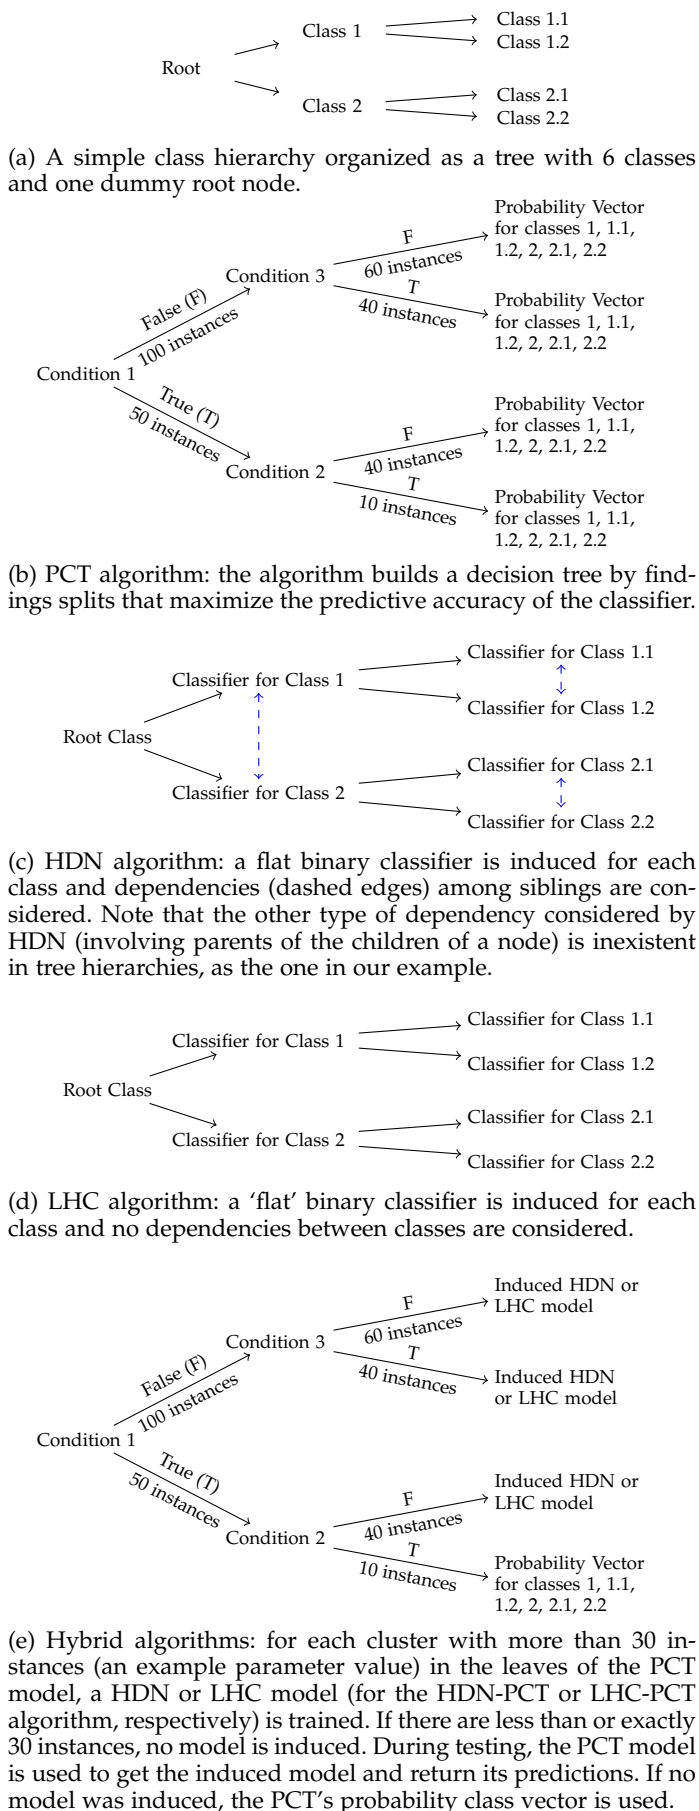 Class 1
Class 1.1
Class 1.2
Root
Class 2
Class 2.1
Class 2.2
(a) A simple class hierarchy organized as a tree with 6 classes
and one dummy root node.
Probability Vector
for classes 1, 1.1,
1.2, 2, 2.1, 2.2
F
60 instances
Condition 3
T
40 instances
Probability Vector
for classes 1, 1.1,
1.2, 2, 2.1, 2.2
False (F)
100 instances
Condition 1
True (T)
50 instances
Probability Vector
for classes 1, 1.1,
1.2, 2, 2.1, 2.2
F
40 instances
Condition 2
T
10 instances
Probability Vector
for classes 1, 1.1,
1.2, 2, 2.1, 2.2
(b) PCT algorithm: the algorithm builds a decision tree by find-
ings splits that maximize the predictive accuracy of the classifier.
Classifier for Class 1.1
Classifier for Class 1
Classifier for Class 1.2
Root Class
Classifier for Class 2.1
Classifier for Class 2
Classifier for Class 2.2
(c) HDN algorithm: a flat binary classifier is induced for each
class and dependencies (dashed edges) among siblings are con-
sidered. Note that the other type of dependency considered by
HDN (involving parents of the children of a node) is inexistent
in tree hierarchies, as the one in our example.
Classifier for Class 1.1
Classifier for Class 1
Classifier for Class 1.2
Root Class
Classifier for Class 2.1
Classifier for Class 2
Classifier for Class 2.2
(d) LHC algorithm: a ‘flat’ binary classifier is induced for each
class and no dependencies between classes are considered.
Induced HDN or
LHC model
F
60 instances
Condition 3
T
40 instances
Induced HDN
or LHC model
False (F)
100 instances
Condition 1
True (T)
50 instances
Induced HDN or
LHC model
F
40 instances
Condition 2
T
10 instances
Probability Vector
for classes 1, 1.1,
1.2, 2, 2.1, 2.2
(e) Hybrid algorithms: for each cluster with more than 30 in-
stances (an example parameter value) in the leaves of the PCT
model, a HDN or LHC model (for the HDN-PCT or LHC-PCT
algorithm, respectively) is trained. If there are less than or exactly
30 instances, no model is induced. During testing, the PCT model
is used to get the induced model and return its predictions. If no
model was induced, the PCT’s probability class vector is used.